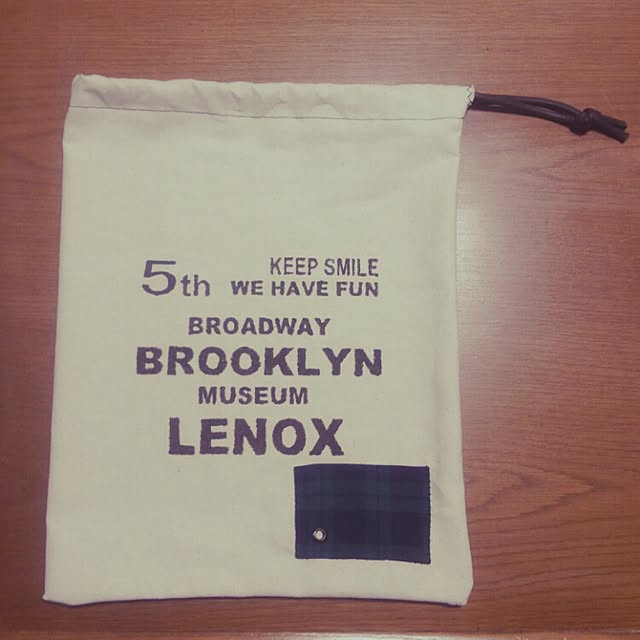 5th KEEP SMILE
WE HAVE FUN
BROADWAY
BROOKLYN
MUSEUM
LENOX